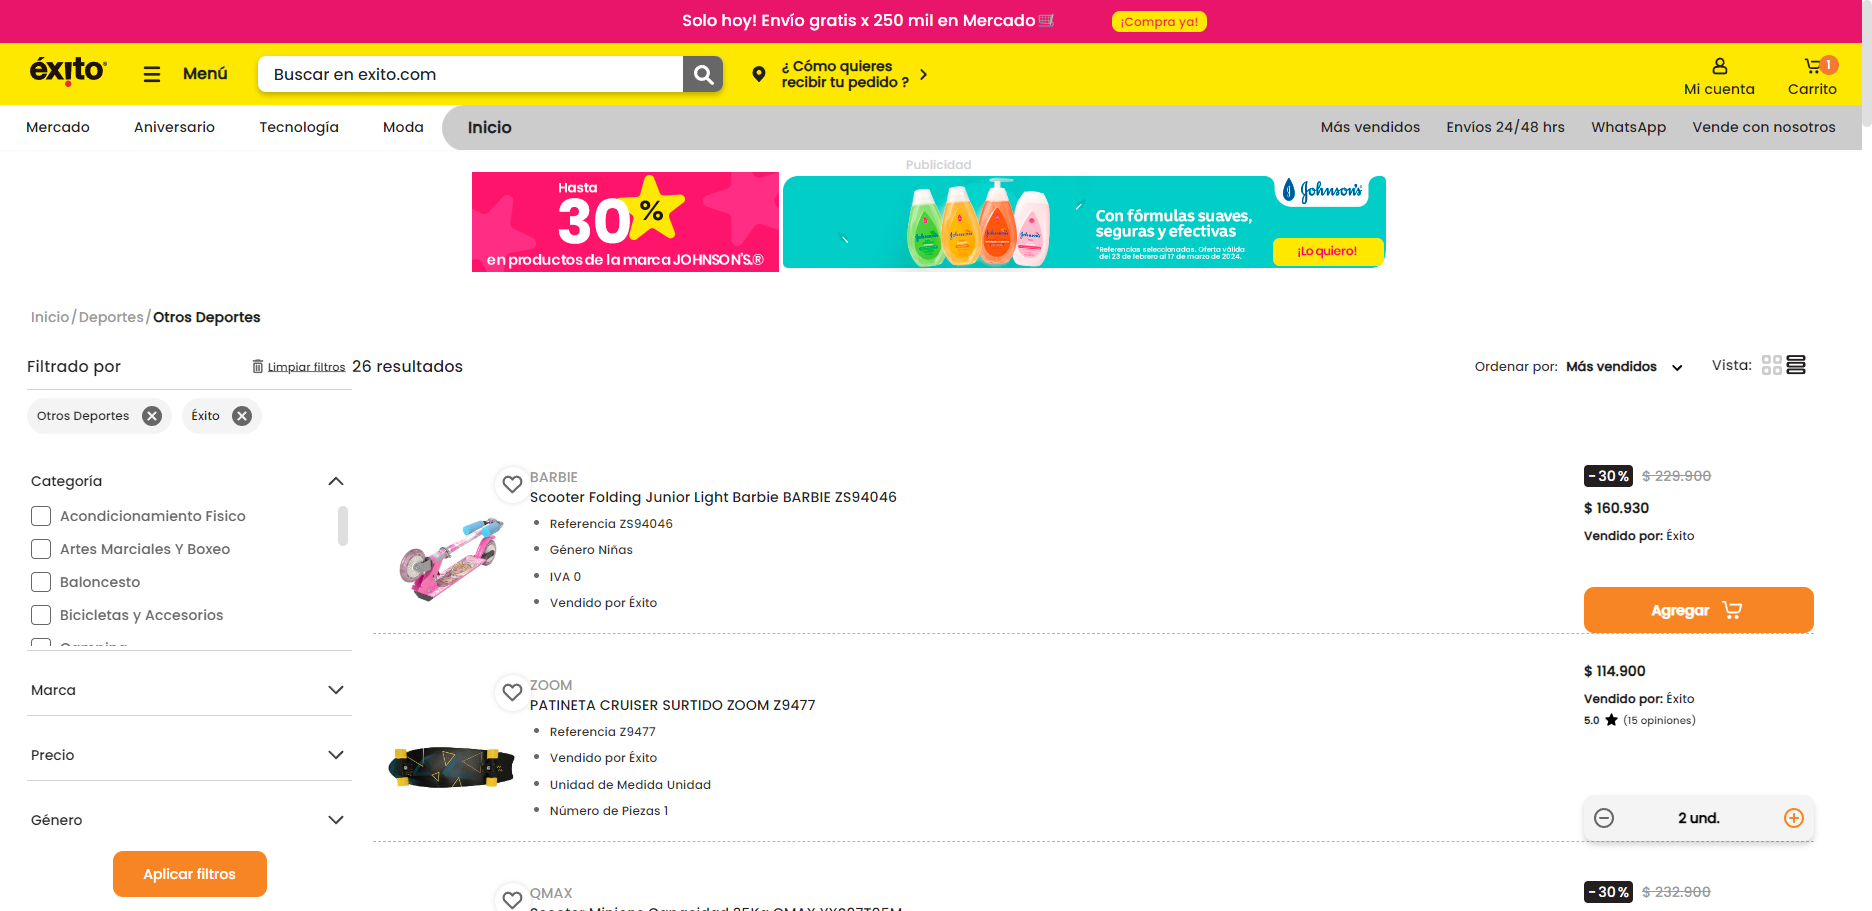 Solo hoy! Envío gratis x 250 mil en Mercado
¡Compra ya!
éxito
Menú
Buscar en exito.com
¿ Cómo quieres
recibir tu pedido ?
Mi cuenta
1
Carrito
Mercado
Aniversario
Tecnología
Moda
Inicio
Más vendidos
Envíos 24/48 hrs
WhatsApp
Vende con nosotros
Publicidad
Hasta
30%
en productos de la marca JOHNSON'S.®
Johnson's
Con fórmulas suaves,
seguras y efectivas
*Referencias seleccionadas. Oferta válida
del 23 de febrero al 17 de marzo de 2024.
¡Lo quiero!
Inicio / Deportes / Otros Deportes
Filtrado por
Limpiar filtros
26 resultados
Ordenar por: Más vendidos
Vista:
Otros Deportes
Éxito
Categoría
Acondicionamiento Fisico
Artes Marciales Y Boxeo
Baloncesto
Bicicletas y Accesorios
Marca
Precio
Género
Aplicar filtros
BARBIE
Scooter Folding Junior Light Barbie BARBIE ZS94046
Referencia ZS94046
Género Niñas
IVA 0
Vendido por Éxito
-30% $ 229.900
$ 160.930
Vendido por: Éxito
Agregar
ZOOM
PATINETA CRUISER SURTIDO ZOOM Z9477
Referencia Z9477
Vendido por Éxito
Unidad de Medida Unidad
Número de Piezas 1
$ 114.900
Vendido por: Éxito
5.0 (15 opiniones)
2 und.
QMAX
-30% $ 232.900